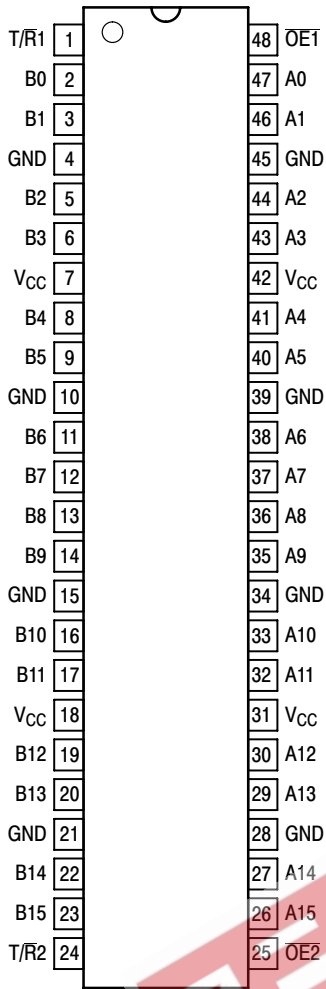 T/R̅1 1 48 O̅E̅1̅
B0 2 47 A0
B1 3 46 A1
GND 4 45 GND
B2 5 44 A2
B3 6 43 A3
VCC 7 42 VCC
B4 8 41 A4
B5 9 40 A5
GND 10 39 GND
B6 11 38 A6
B7 12 37 A7
B8 13 36 A8
B9 14 35 A9
GND 15 34 GND
B10 16 33 A10
B11 17 32 A11
VCC 18 31 VCC
B12 19 30 A12
B13 20 29 A13
GND 21 28 GND
B14 22 27 A14
B15 23 26 A15
T/R̅2 24 25 O̅E̅2̅